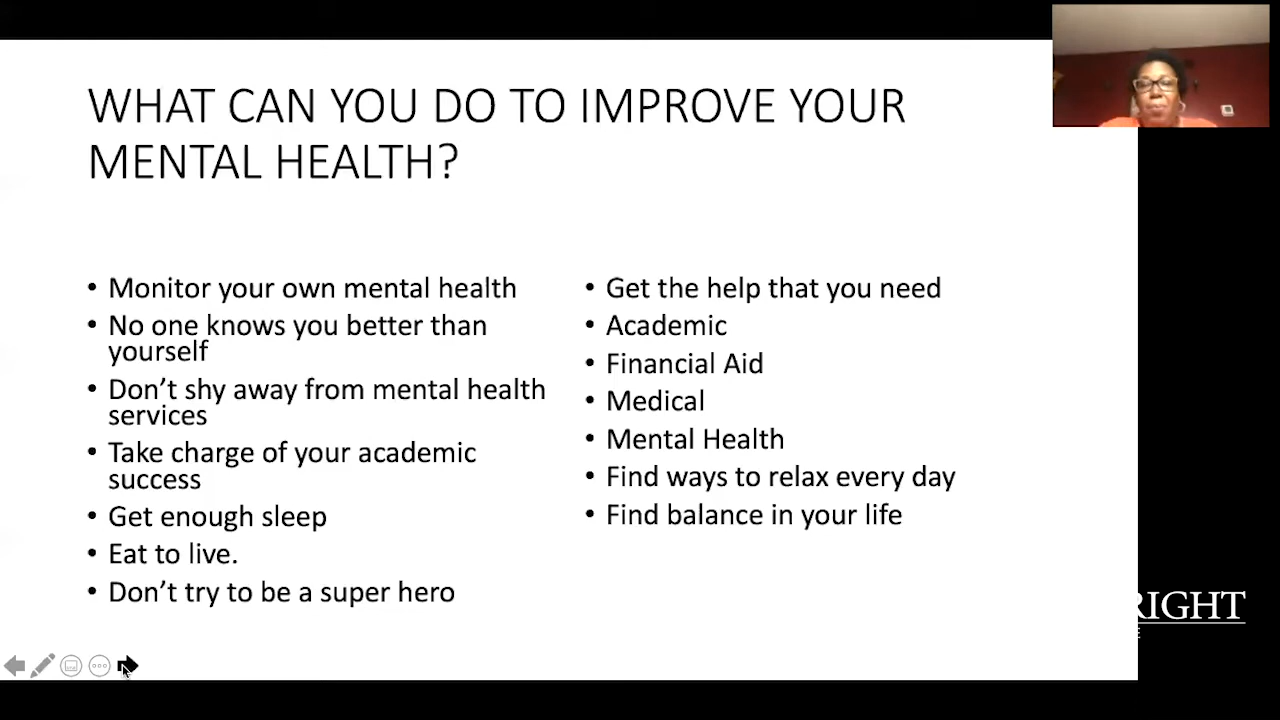 WHAT CAN YOU DO TO IMPROVE YOUR
MENTAL HEALTH?
• Monitor your own mental health
• No one knows you better than
yourself
• Don’t shy away from mental health
services
• Take charge of your academic
success
• Get enough sleep
• Eat to live.
• Don’t try to be a super hero
• Get the help that you need
• Academic
• Financial Aid
• Medical
• Mental Health
• Find ways to relax every day
• Find balance in your life
RIGHT